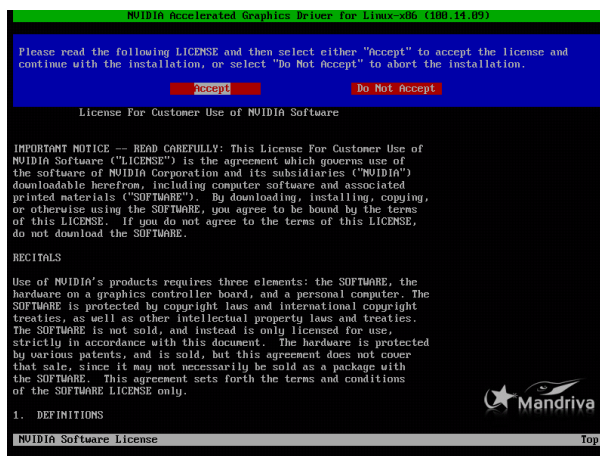 NVIDIA Accelerated Graphics Driver for Linux-x86 (100.14.09)
Please read the following LICENSE and then select either "Accept" to accept the license and
continue with the installation, or select "Do Not Accept" to abort the installation.
Accept Do Not Accept
License For Customer Use of NVIDIA Software
IMPORTANT NOTICE -- READ CAREFULLY: This License For Customer Use of
NVIDIA Software ("LICENSE") is the agreement which governs use of
the software of NVIDIA Corporation and its subsidiaries ("NVIDIA")
downloadable herefrom, including computer software and associated
printed materials ("SOFTWARE"). By downloading, installing, copying,
or otherwise using the SOFTWARE, you agree to be bound by the terms
of this LICENSE. If you do not agree to the terms of this LICENSE,
do not download the SOFTWARE.
RECITALS
Use of NVIDIA's products requires three elements: the SOFTWARE, the
hardware on a graphics controller board, and a personal computer. The
SOFTWARE is protected by copyright laws and international copyright
treaties, as well as other intellectual property laws and treaties.
The SOFTWARE is not sold, and instead is only licensed for use,
strictly in accordance with this document. The hardware is protected
by various patents, and is sold, but this agreement does not cover
that sale, since it may not necessarily be sold as a package with
the SOFTWARE. This agreement sets forth the terms and conditions
of the SOFTWARE LICENSE only.
1. DEFINITIONS
Mandriva
NVIDIA Software License Top